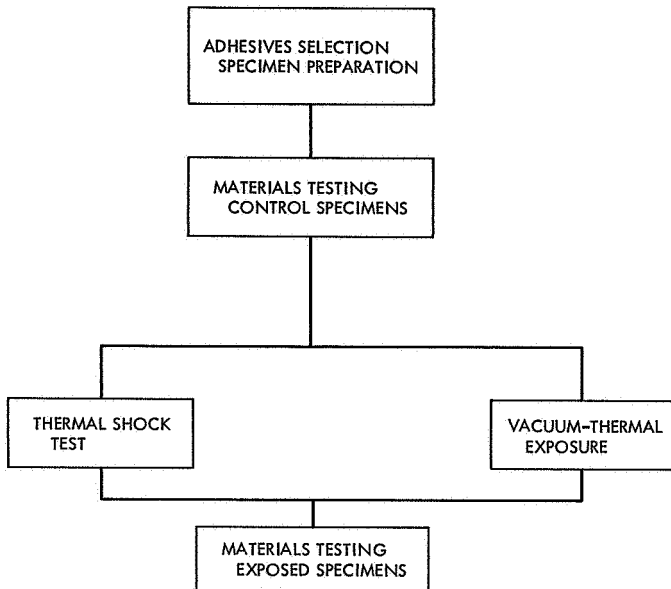 ADHESIVES SELECTION
SPECIMEN PREPARATION
MATERIALS TESTING
CONTROL SPECIMENS
THERMAL SHOCK
TEST
VACUUM-THERMAL
EXPOSURE
MATERIALS TESTING
EXPOSED SPECIMENS